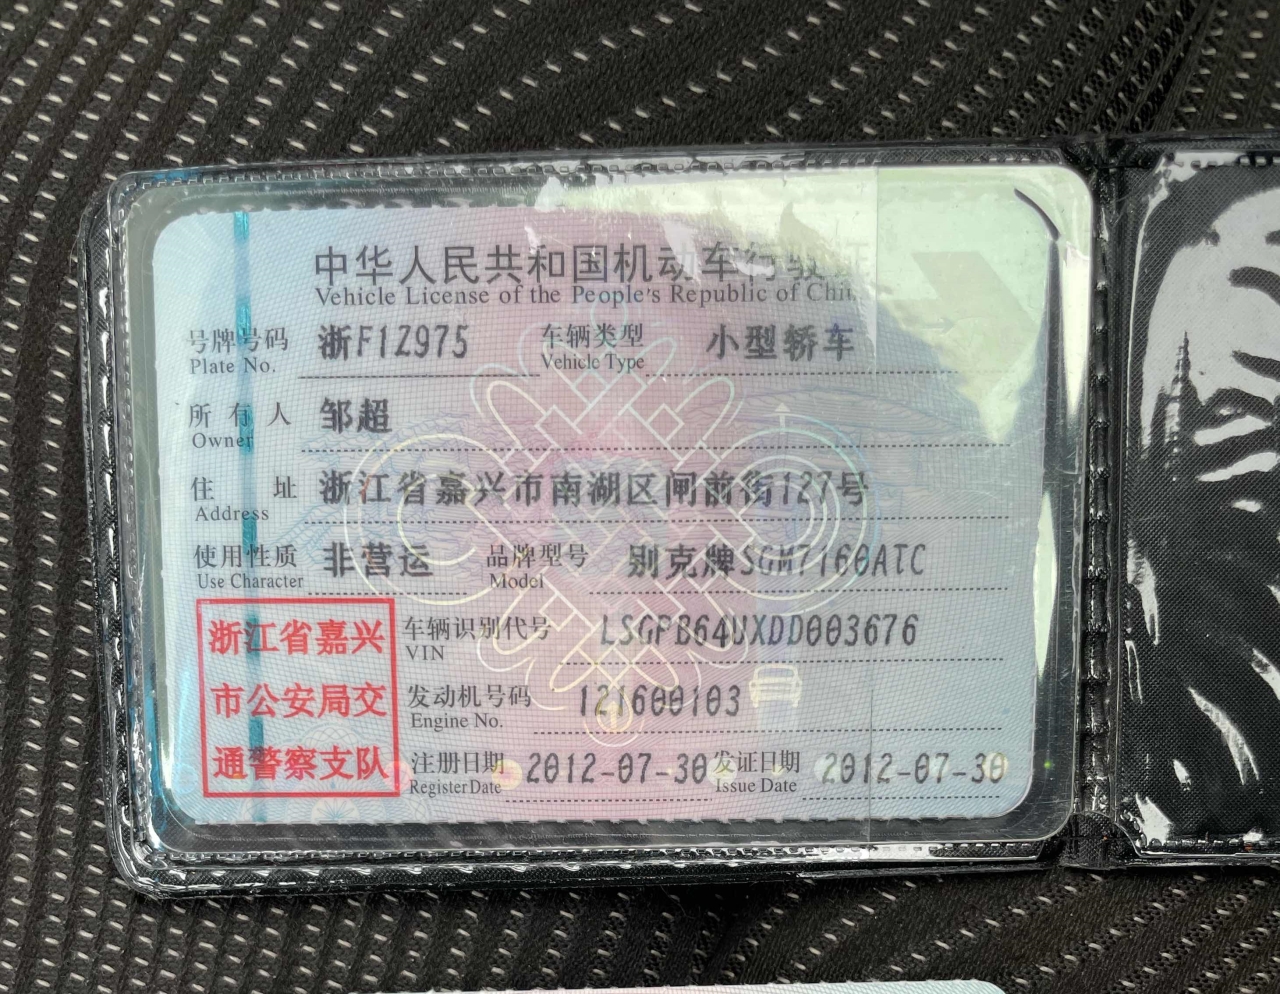 中华人民共和国机动车行驶证
Vehicle License of the People's Republic of Chi
号牌号码 浙F1Z975 车辆类型 小型轿车
Plate No. Vehicle Type
所有人 邹超
Owner
住址 浙江省嘉兴市南湖区闸前街127号
Address
使用性质 非营运 品牌型号 别克牌SGM7160ATC
Use Character Model
浙江省嘉兴
市公安局交
通警察支队
车辆识别代号 LSGPB64UXDD003676
VIN
发动机号码 121600103
Engine No.
注册日期 2012-07-30 发证日期 2012-07-30
Register Date Issue Date